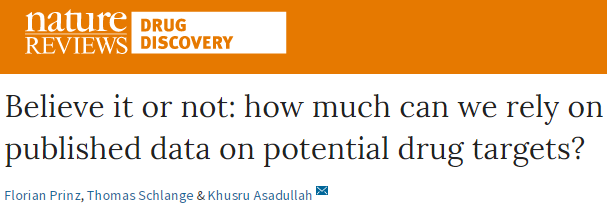 nature
REVIEWS
DRUG
DISCOVERY
Believe it or not: how much can we rely on
published data on potential drug targets?
Florian Prinz, Thomas Schlange & Khusru Asadullah